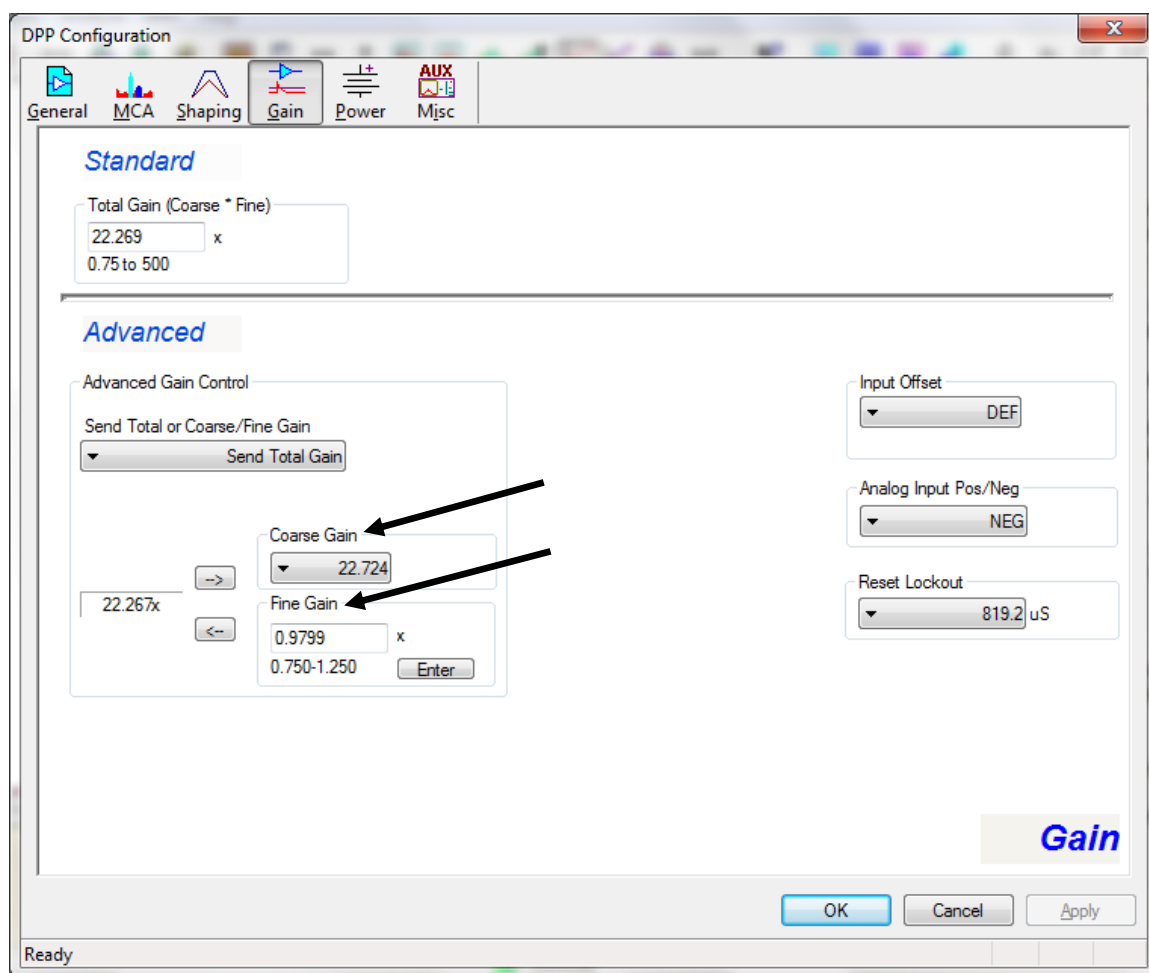 DPP Configuration
AUX
General MCA Shaping Gain Power Misc
Standard
Total Gain (Coarse * Fine)
22.269 x
0.75 to 500
Advanced
Advanced Gain Control
Send Total or Coarse/Fine Gain
Send Total Gain
Coarse Gain
22.724
-->
22.267x
<--
Fine Gain
0.9799 x
0.750-1.250 Enter
Input Offset
DEF
Analog Input Pos/Neg
NEG
Reset Lockout
819.2 uS
Gain
OK Cancel Apply
Ready